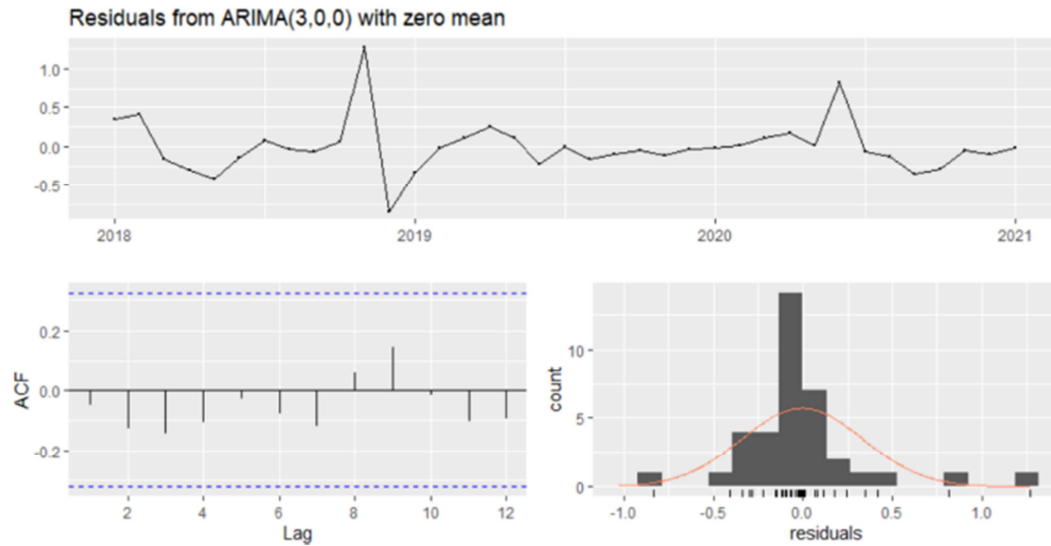 Residuals from ARIMA(3,0,0) with zero mean
1.0
0.5
0.0
-0.5
2018 2019 2020 2021
ACF
0.2
0.0
-0.2
2 4 6 8 10 12
Lag
count
10
5
0
-1.0 -0.5 0.0 0.5 1.0
residuals